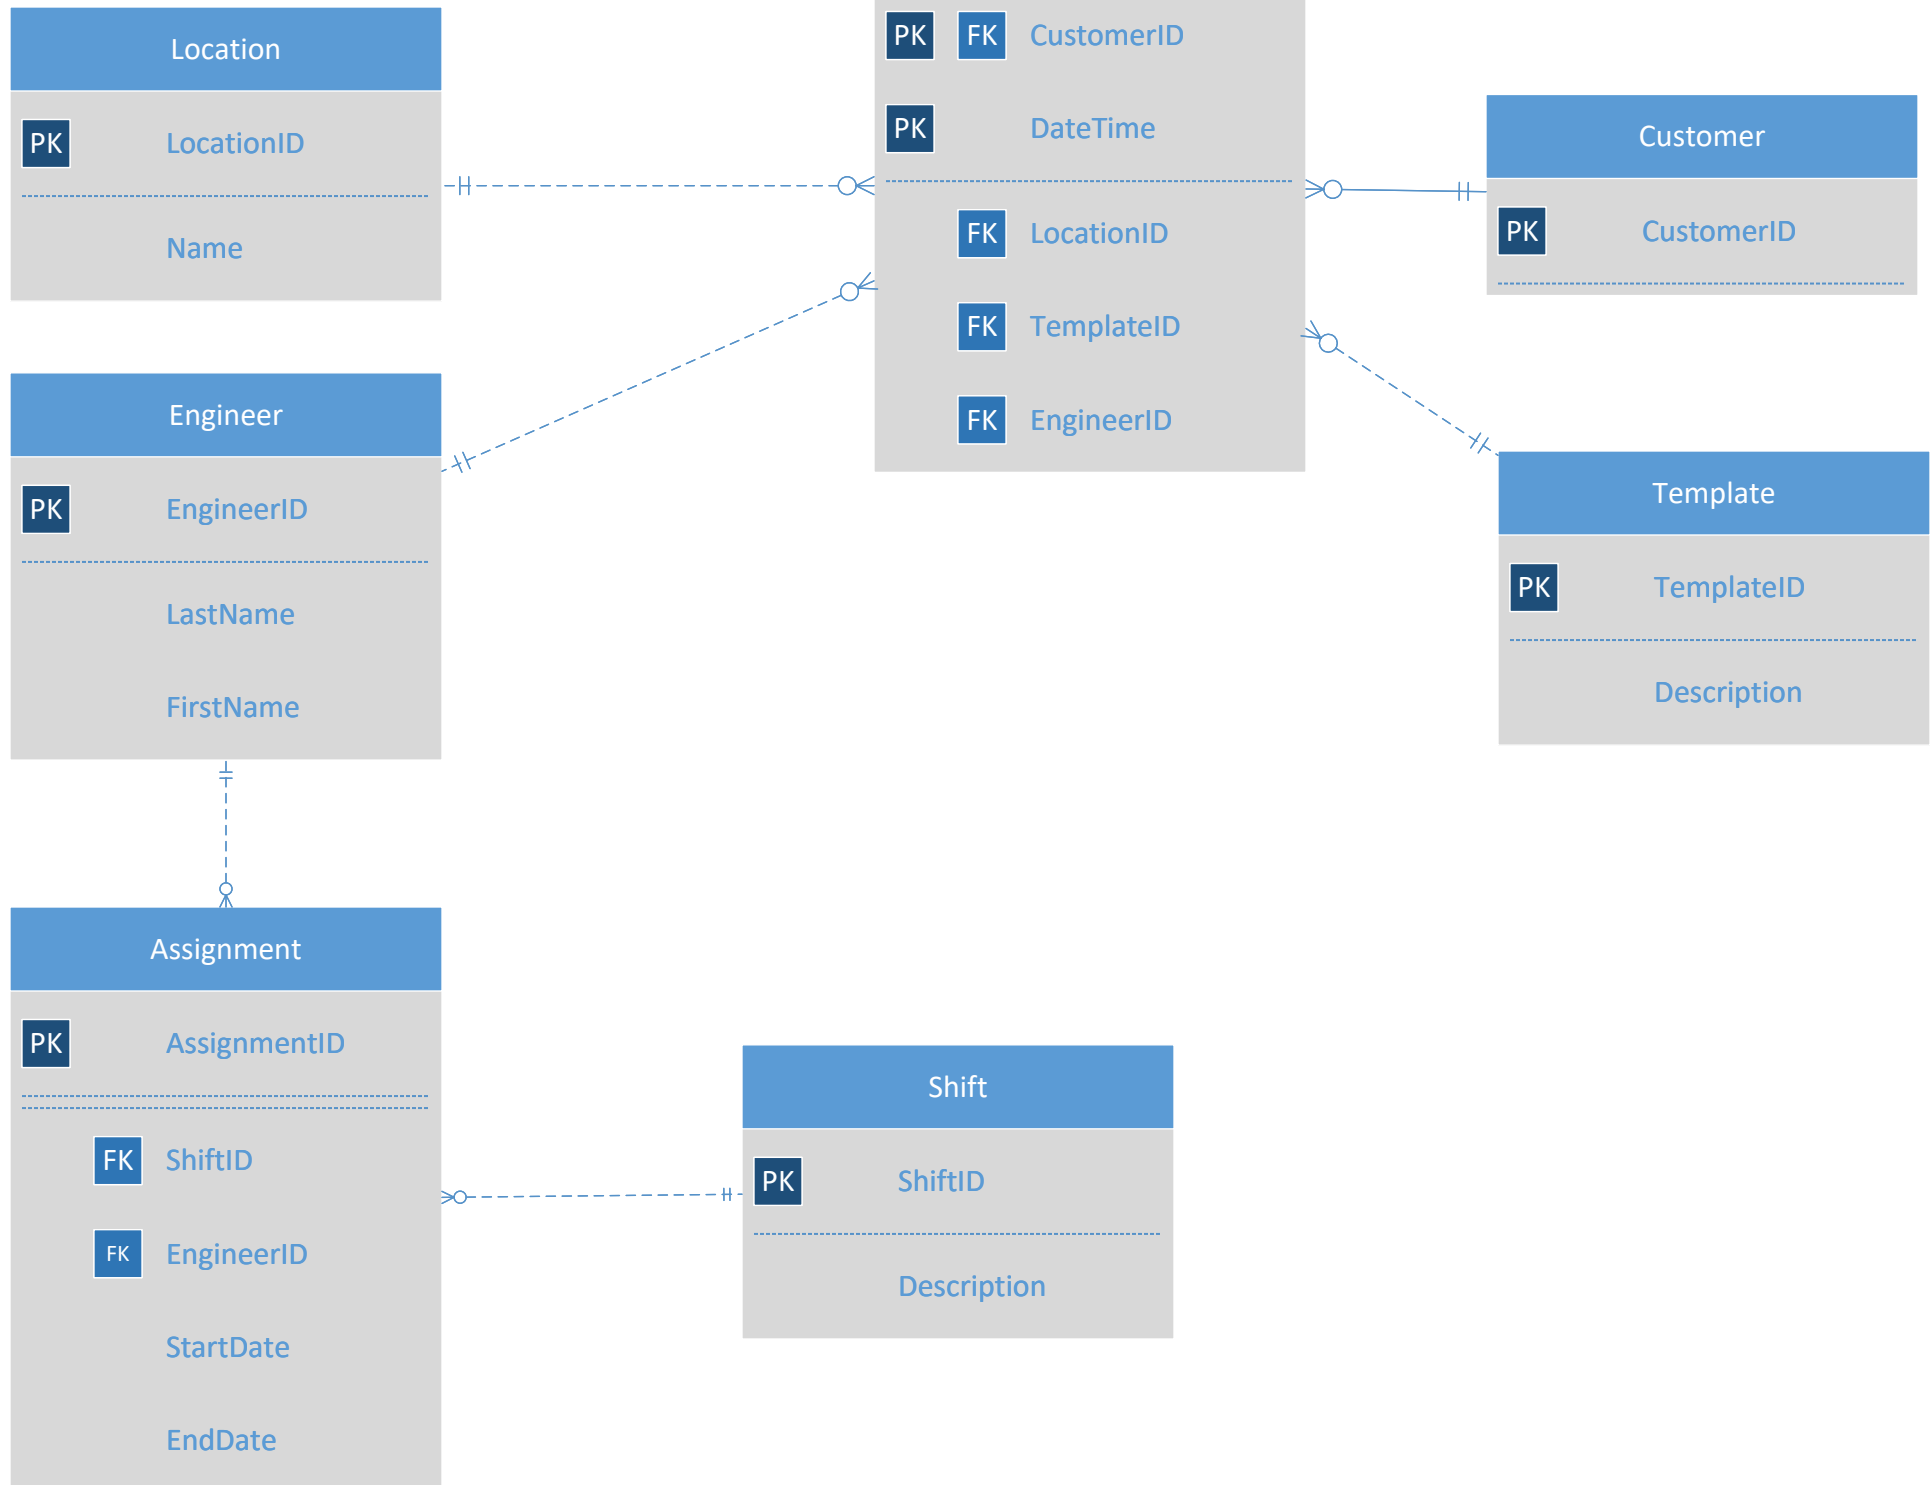 Location
PK LocationID
Name
PK FK CustomerID
PK DateTime
FK LocationID
FK TemplateID
FK EngineerID
Customer
PK CustomerID
Engineer
PK EngineerID
LastName
FirstName
Template
PK TemplateID
Description
Assignment
PK AssignmentID
FK ShiftID
FK EngineerID
StartDate
EndDate
Shift
PK ShiftID
Description